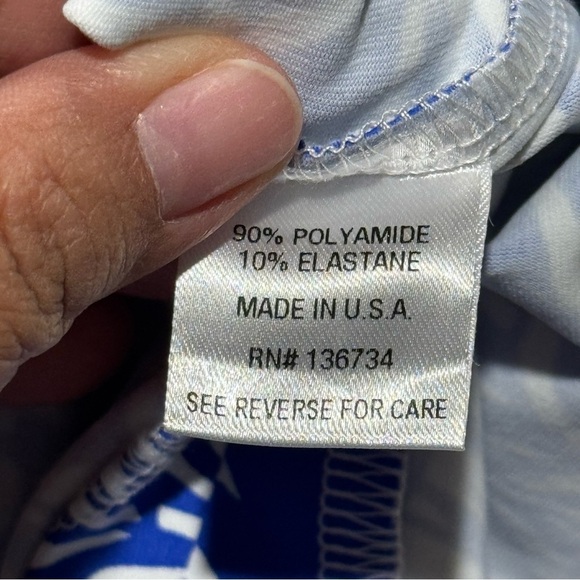 90% POLYAMIDE
10% ELASTANE
MADE IN U.S.A.
RN# 136734
SEE REVERSE FOR CARE